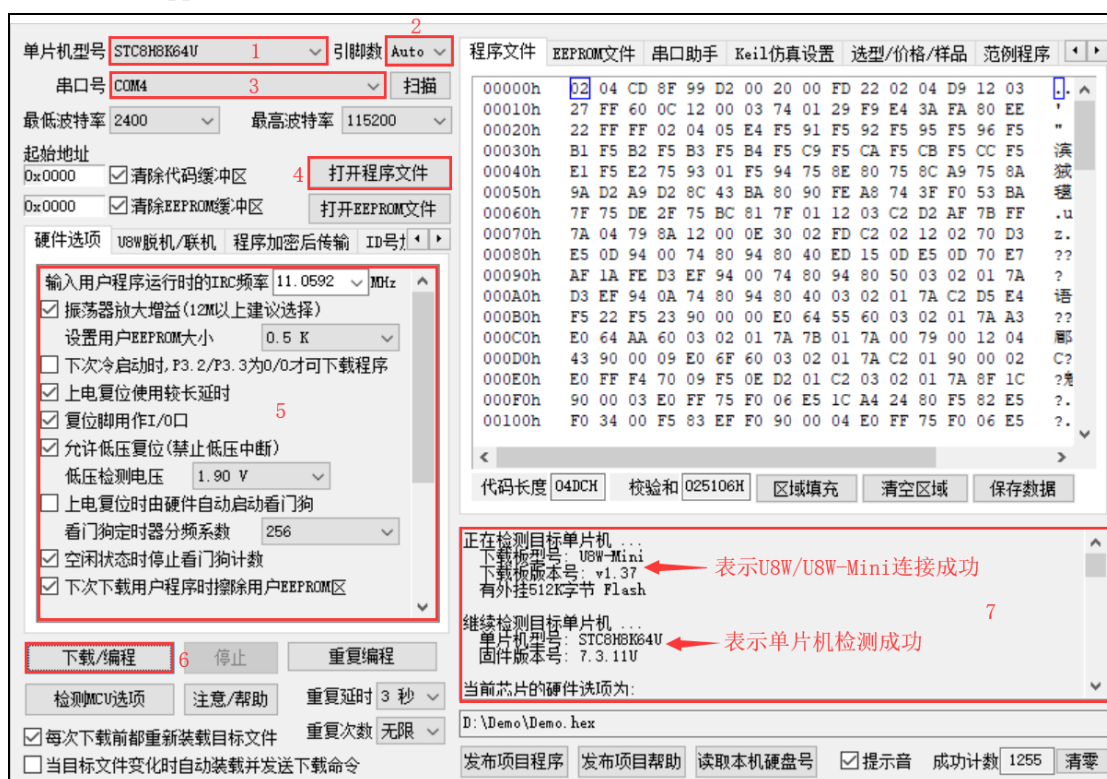 2
单片机型号 STC8H8K64U 1 引脚数 Auto
串口号 COM4 3 扫描
最低波特率 2400 最高波特率 115200
起始地址
0x0000 清除代码缓冲区 4 打开程序文件
0x0000 清除EEPROM缓冲区 打开EEPROM文件
硬件选项 U8W脱机/联机 程序加密后传输
输入用户程序运行时的IRC频率 11.0592 MHz
振荡器放大增益(12M以上建议选择)
设置用户EEPROM大小 0.5 K
下次冷启动时,P3.2/P3.3为0/0才可下载程序
上电复位使用较长延时
复位脚用作I/O口 5
允许低压复位(禁止低压中断)
低压检测电压 1.90 V
上电复位时由硬件自动启动看门狗
看门狗定时器分频系数 256
空闲状态时停止看门狗计数
下次下载用户程序时擦除用户EEPROM区
下载/编程 6 停止 重复编程
检测MCU选项 注意/帮助 重复延时 3 秒
重复次数 无限
每次下载前都重新装载目标文件
当目标文件变化时自动装载并发送下载命令
程序文件 EEPROM文件 串口助手 Keil仿真设置 选型/价格/样品 范例程序
00000h 02 04 CD 8F 99 D2 00 20 00 FD 22 02 04 D9 12 03 ..
00010h 27 FF 60 0C 12 00 03 74 01 29 F9 E4 3A FA 80 EE '
00020h 22 FF FF 02 04 05 E4 F5 91 F5 92 F5 95 F5 96 F5 "
00030h B1 F5 B2 F5 B3 F5 B4 F5 C9 F5 CA F5 CB F5 CC F5 滨
00040h E1 F5 E2 75 93 01 F5 94 75 8E 80 75 8C A9 75 8A
00050h 9A D2 A9 D2 8C 43 BA 80 90 FE A8 74 3F F0 53 BA
00060h 7F 75 DE 2F 75 BC 81 7F 01 12 03 C2 D2 AF 7B FF .u
00070h 7A 04 79 8A 12 00 0E 30 02 FD C2 02 12 02 70 D3 z.
00080h E5 0D 94 00 74 80 94 80 40 ED 15 0D E5 0D 70 E7 ??
00090h AF 1A FE D3 EF 94 00 74 80 94 80 50 03 02 01 7A ?
000A0h D3 EF 94 0A 74 80 94 80 40 03 02 01 7A C2 D5 E4 语
000B0h F5 22 F5 23 90 00 00 E0 64 55 60 03 02 01 7A A3 ??
000C0h E0 64 AA 60 03 02 01 7A 7B 01 7A 00 79 00 12 04
000D0h 43 90 00 09 E0 6F 60 03 02 01 7A C2 01 90 00 02 C?
000E0h E0 FF F4 70 09 F5 0E D2 01 C2 03 02 01 7A 8F 1C
000F0h 90 00 03 E0 FF 75 F0 06 E5 1C A4 24 80 F5 82 E5 ?.
00100h F0 34 00 F5 83 EF F0 90 00 04 E0 FF 75 F0 06 E5 ?.
代码长度 04DCH 校验和 025106H 区域填充 清空区域 保存数据
正在检测目标单片机 ...
下载板型号: U8W-Mini
下载板版本号: v1.37
有外挂512K字节 Flash
表示U8W/U8W-Mini连接成功
7
继续检测目标单片机 ...
单片机型号: STC8H8K64U
固件版本号: 7.3.11U
表示单片机检测成功
当前芯片的硬件选项为:
D:\Demo\Demo.hex
发布项目程序 发布项目帮助 读取本机硬盘号 提示音 成功计数 1255 清零